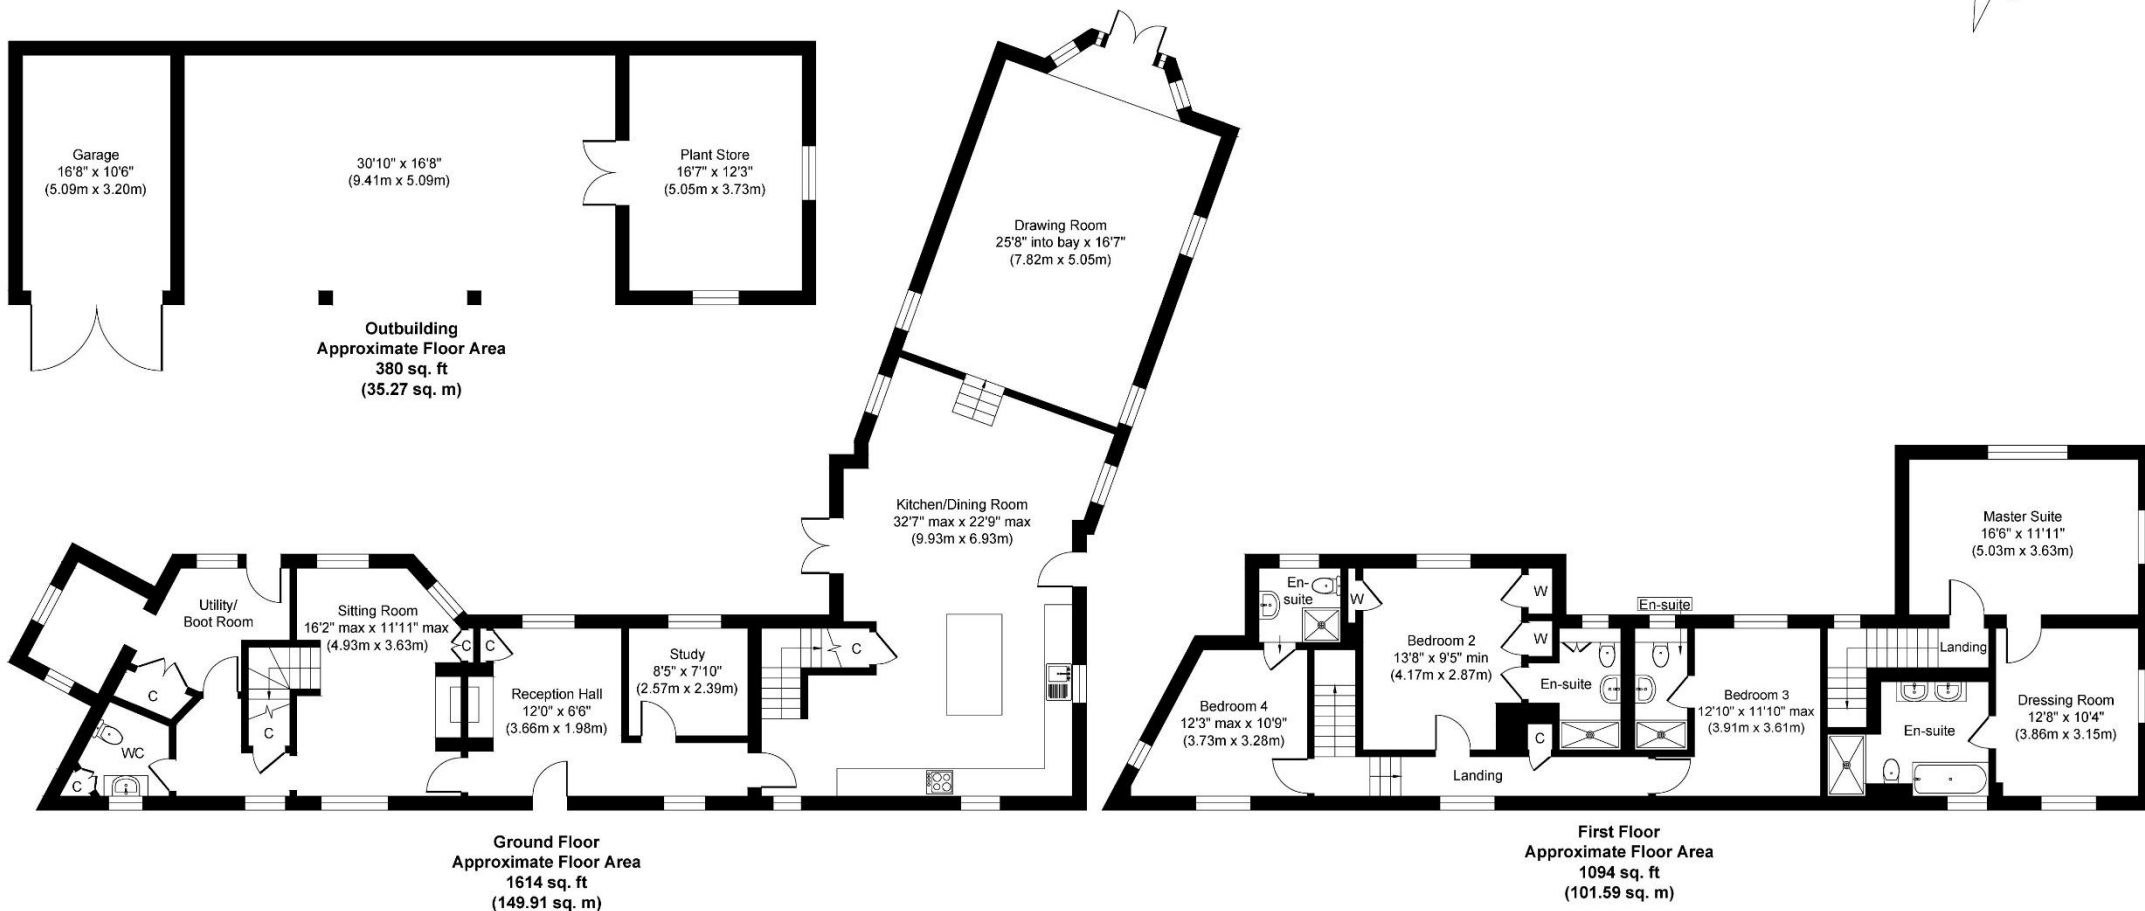 Garage
16'8" x 10'6"
(5.09m x 3.20m)
30'10" x 16'8"
(9.41m x 5.09m)
Plant Store
16'7" x 12'3"
(5.05m x 3.73m)
Outbuilding
Approximate Floor Area
380 sq. ft
(35.27 sq. m)
Drawing Room
25'8" into bay x 16'7"
(7.82m x 5.05m)
Kitchen/Dining Room
32'7" max x 22'9" max
(9.93m x 6.93m)
Utility/
Boot Room
Sitting Room
16'2" max x 11'11" max
(4.93m x 3.63m)
C
C
Study
8'5" x 7'10"
(2.57m x 2.39m)
C
Reception Hall
12'0" x 6'6"
(3.66m x 1.98m)
C
C
WC
C
Ground Floor
Approximate Floor Area
1614 sq. ft
(149.91 sq. m)
Master Suite
16'6" x 11'11"
(5.03m x 3.63m)
En-
suite
W
W
W
En-suite
Bedroom 2
13'8" x 9'5" min
(4.17m x 2.87m)
En-suite
Landing
Bedroom 4
12'3" max x 10'9"
(3.73m x 3.28m)
Bedroom 3
12'10" x 11'10" max
(3.91m x 3.61m)
Dressing Room
12'8" x 10'4"
(3.86m x 3.15m)
En-suite
C
Landing
First Floor
Approximate Floor Area
1094 sq. ft
(101.59 sq. m)